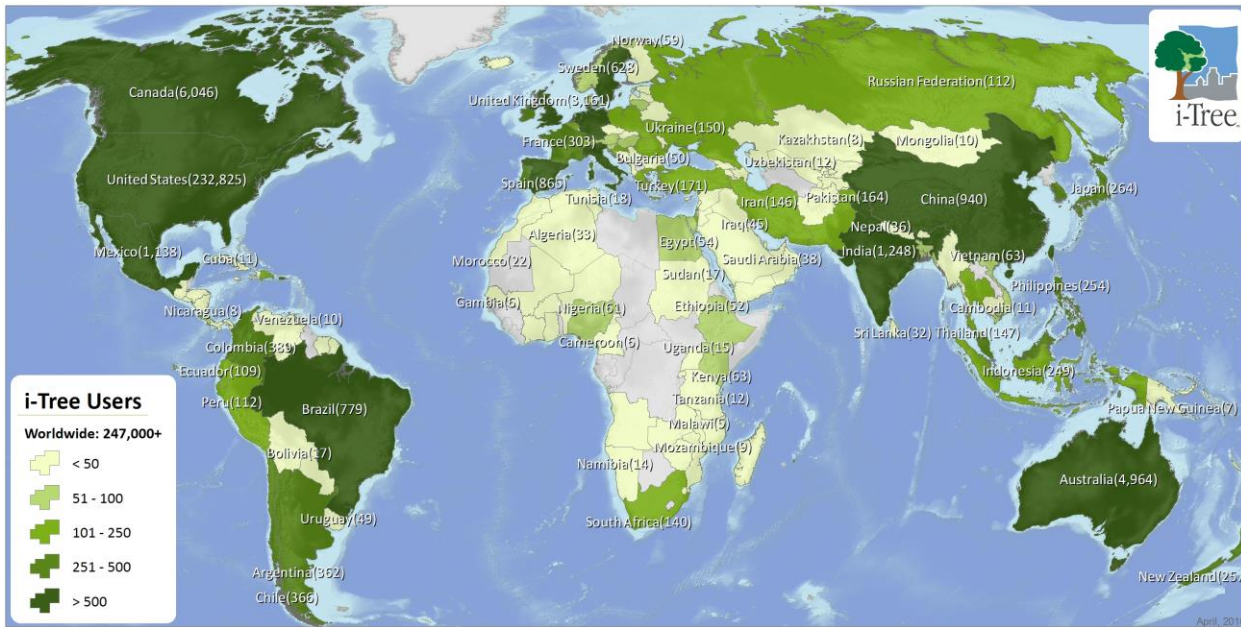 Norway(59)
Sweden(628)
Russian Federation(112)
Canada(6,046)
United Kingdom(3,161)
i-Tree
Ukraine(150)
France(303)
Kazakhstan(8)
Mongolia(10)
Bulgaria(50)
Uzbekistan(12)
United States(232,825)
Spain(866)
Turkey(171)
Japan(264)
Tunisia(18)
Iran(146)
Pakistan(164)
China(940)
Iraq(45)
Nepal(36)
Algeria(33)
Egypt(54)
Mexico(1,138)
India(1,248)
Vietnam(63)
Cuba(11)
Morocco(22)
Saudi Arabia(38)
Sudan(17)
Philippines(254)
Gambia(6)
Nigeria(61)
Ethiopia(52)
Cambodia(11)
Nicaragua(8)
Venezuela(10)
Sri Lanka(32)
Thailand(147)
Colombia(389)
Cameroon(6)
Uganda(15)
Ecuador(109)
Kenya(63)
Indonesia(249)
Peru(112)
Brazil(779)
Tanzania(12)
Papua New Guinea(7)
Malawi(5)
Bolivia(17)
Mozambique(9)
Namibia(14)
Australia(4,964)
Uruguay(49)
South Africa(140)
Argentina(362)
New Zealand(257
Chile(366)
i-Tree Users
Worldwide: 247,000+
< 50
51 - 100
101 - 250
251 - 500
> 500
April,